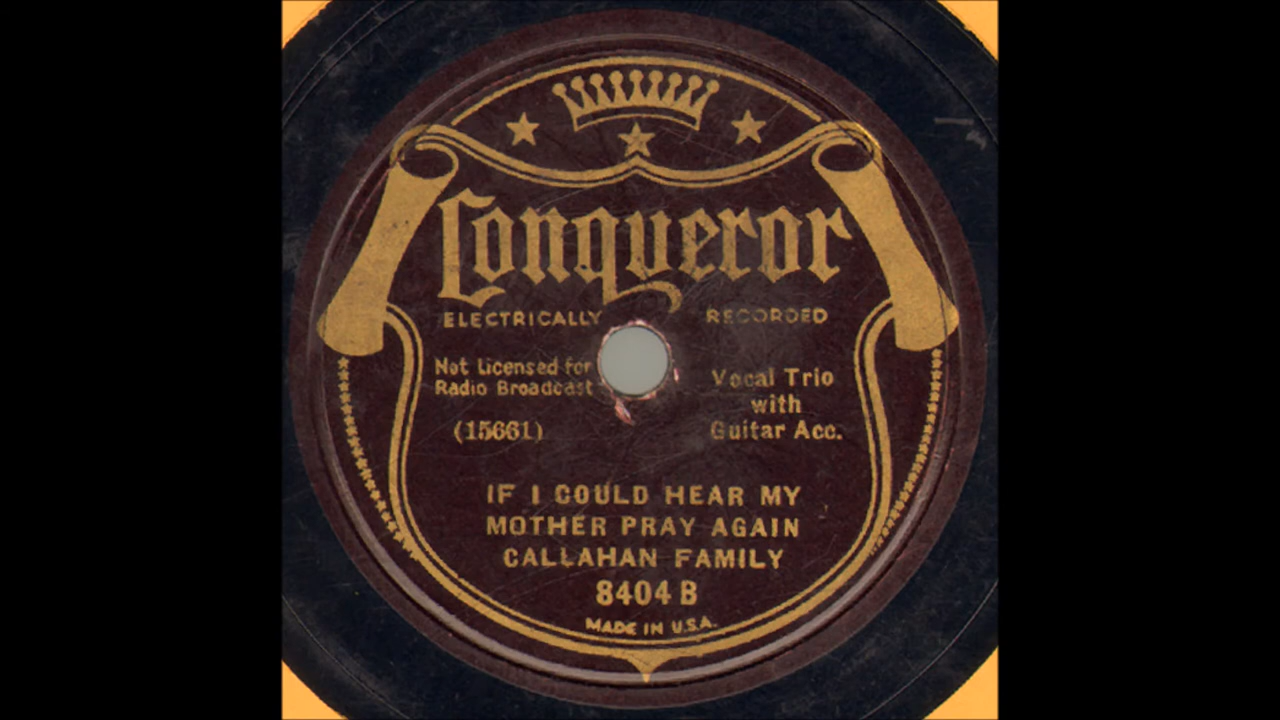 Conqueror
ELECTRICALLY RECORDED
Not Licensed for
Radio Broadcast
(15661)
Vocal Trio
with
Guitar Acc.
IF I COULD HEAR MY
MOTHER PRAY AGAIN
CALLAHAN FAMILY
8404 B
MADE IN U.S.A.